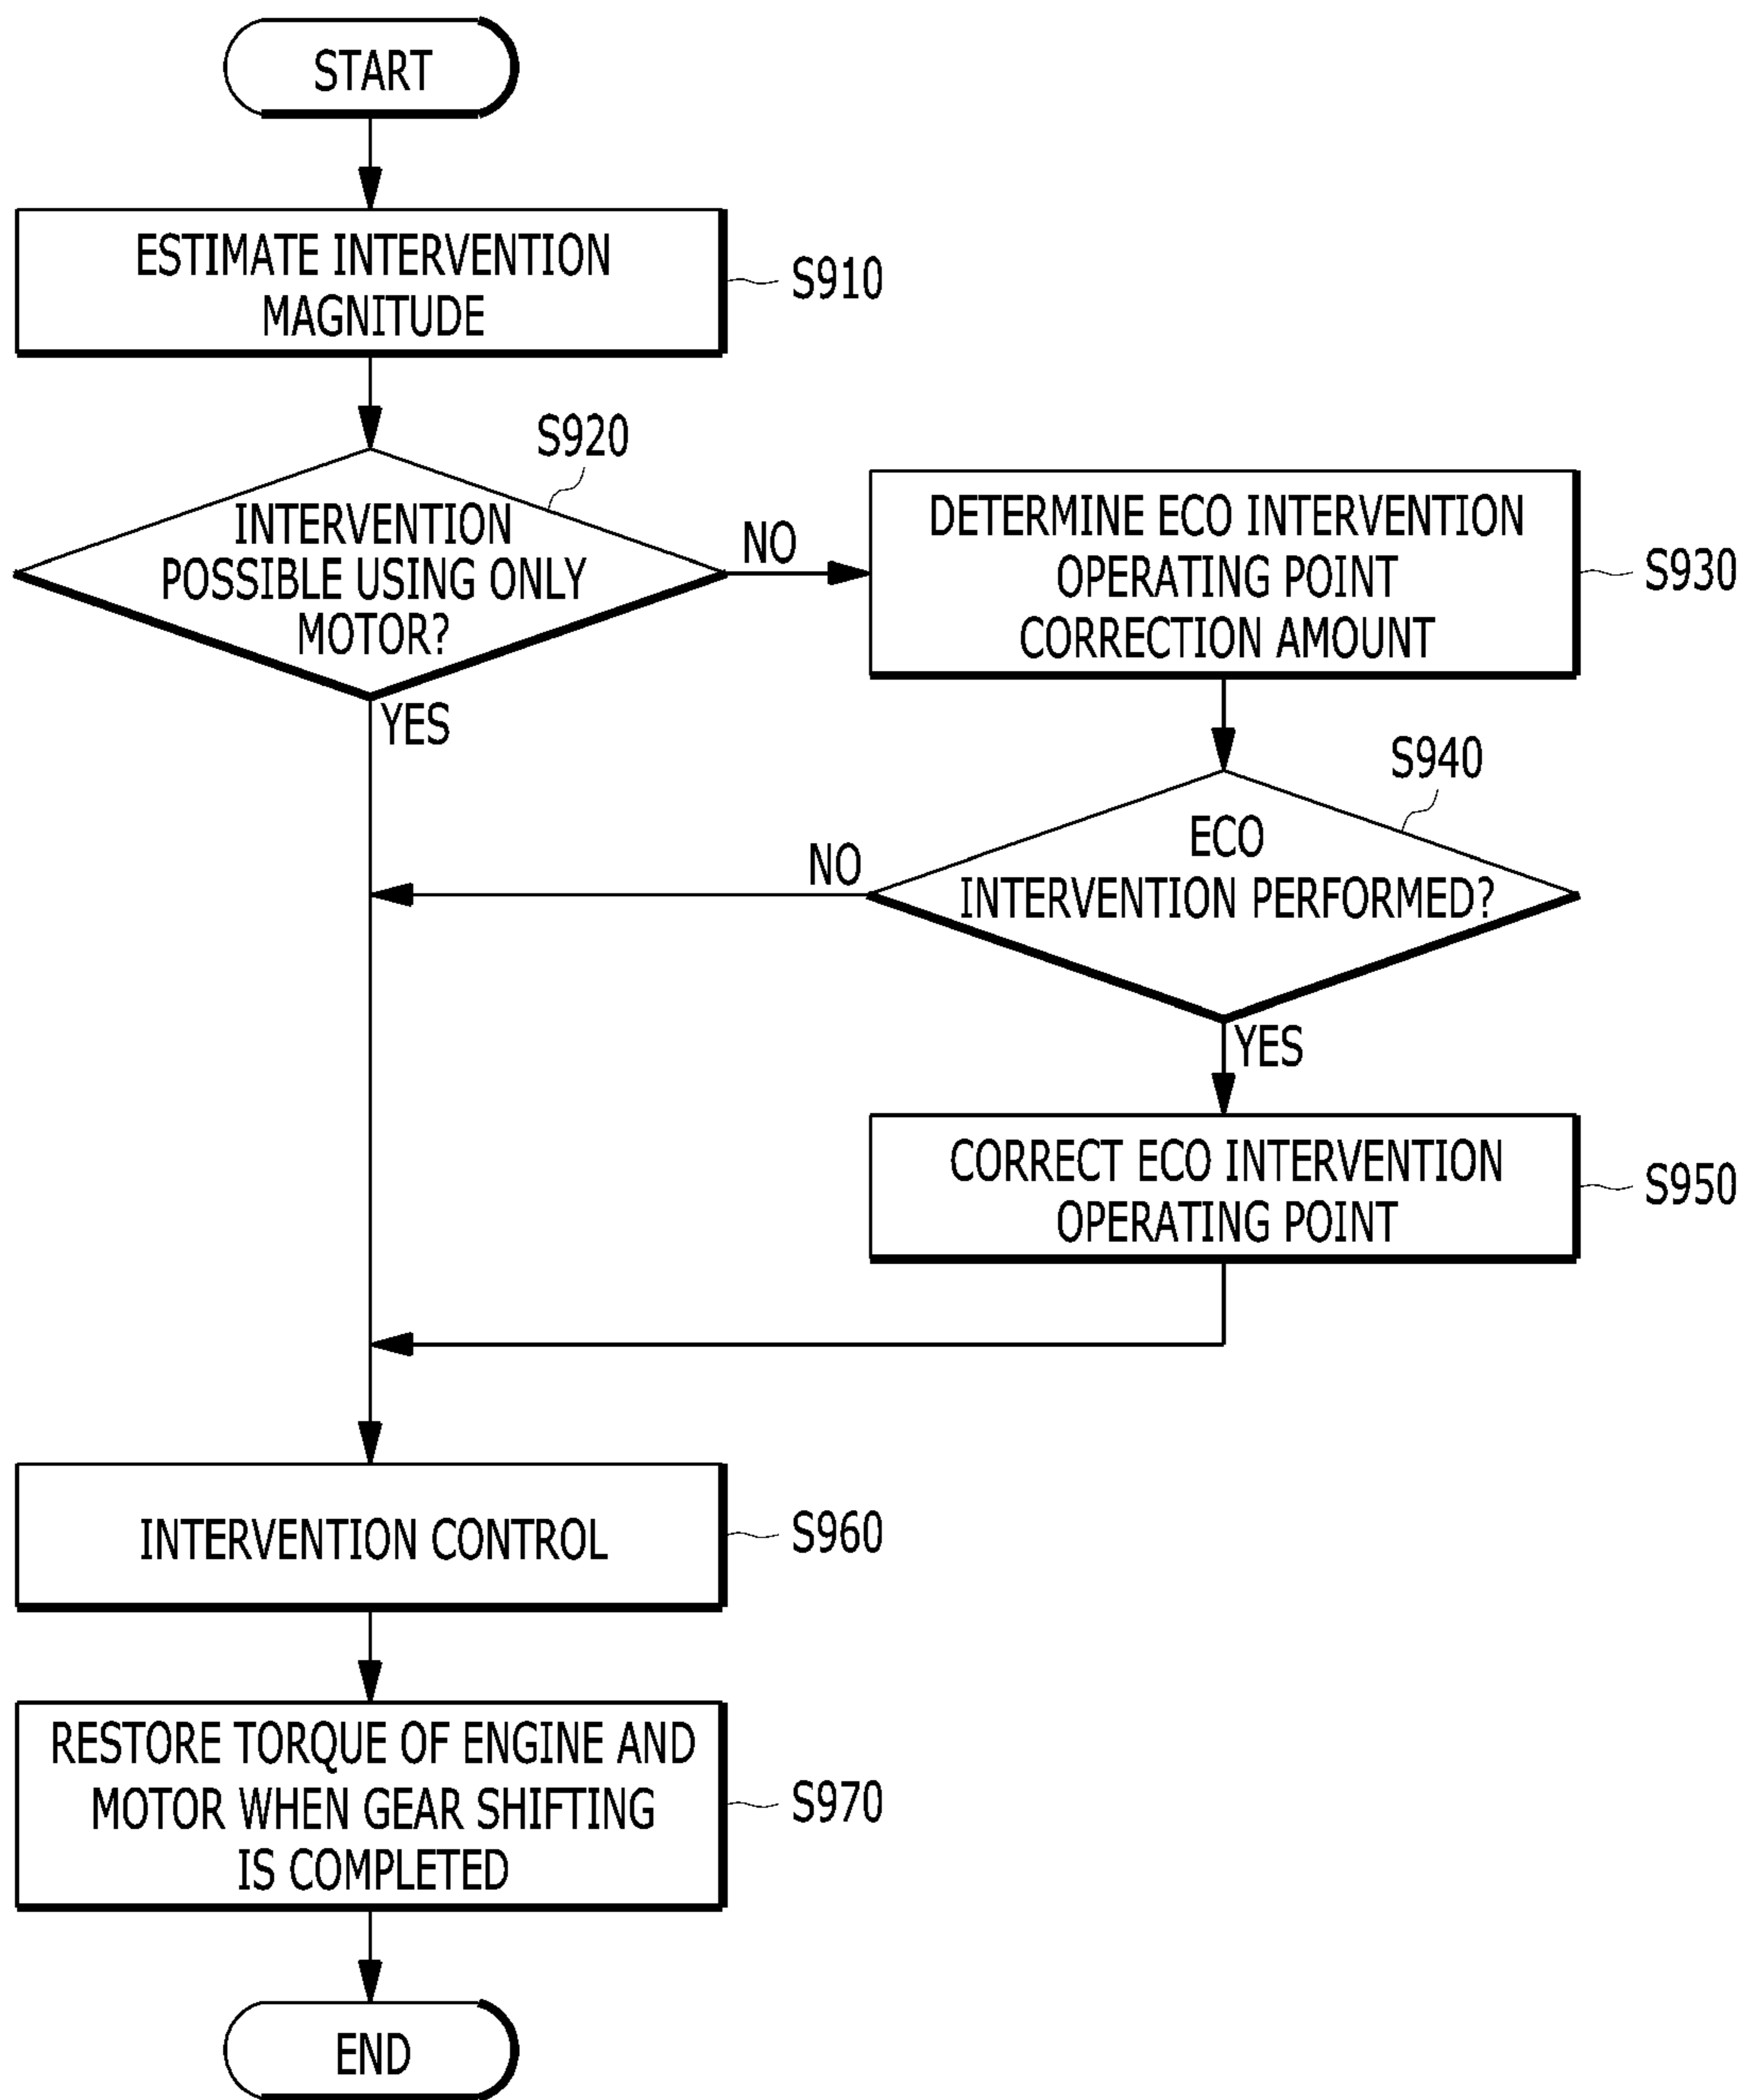 START
ESTIMATE INTERVENTION
MAGNITUDE
S910
S920
INTERVENTION
POSSIBLE USING ONLY
MOTOR?
NO
YES
DETERMINE ECO INTERVENTION
OPERATING POINT
CORRECTION AMOUNT
S930
S940
ECO
INTERVENTION PERFORMED?
NO
YES
CORRECT ECO INTERVENTION
OPERATING POINT
S950
INTERVENTION CONTROL
S960
RESTORE TORQUE OF ENGINE AND
MOTOR WHEN GEAR SHIFTING
IS COMPLETED
S970
END